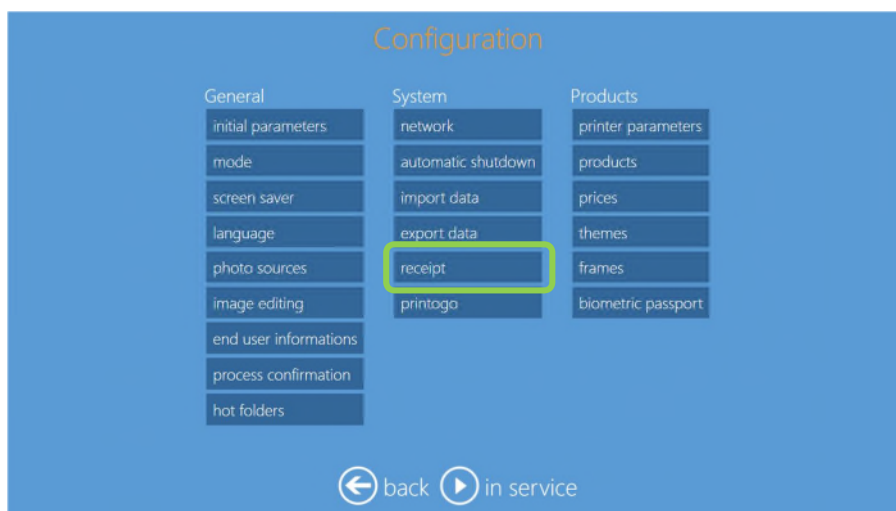 Configuration
General
initial parameters
mode
screen saver
language
photo sources
image editing
end user informations
process confirmation
hot folders
System
network
automatic shutdown
import data
export data
receipt
printogo
Products
printer parameters
products
prices
themes
frames
biometric passport
back in service